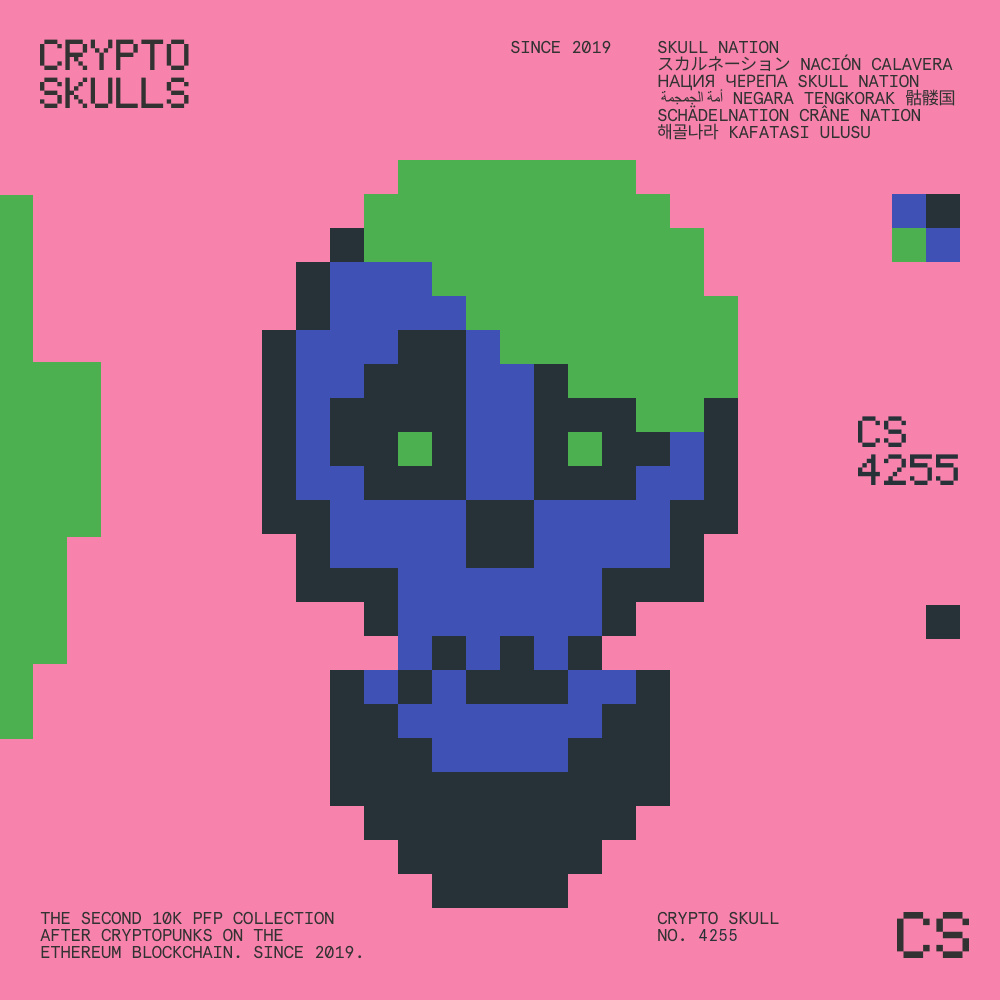 CRYPTO
SKULLS
SINCE 2019
SKULL NATION
スカルネーション NACIÓN CALAVERA
НАЦИЯ ЧЕРЕПА SKULL NATION
أمة الجمجمة NEGARA TENGKORAK 骷髅国
SCHÄDELNATION CRÂNE NATION
해골나라 KAFATASI ULUSU
CS
4255
THE SECOND 10K PFP COLLECTION
AFTER CRYPTOPUNKS ON THE
ETHEREUM BLOCKCHAIN. SINCE 2019.
CRYPTO SKULL
NO. 4255
CS